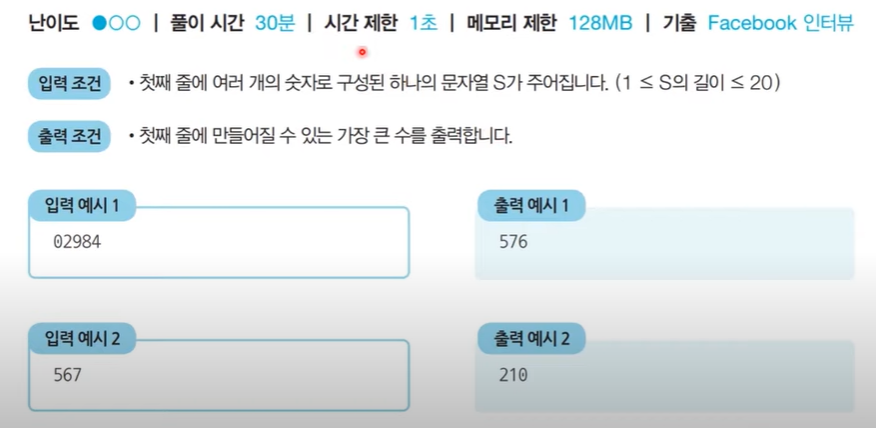 난이도 ●○○ | 풀이 시간 30분 | 시간 제한 1초 | 메모리 제한 128MB | 기출 Facebook 인터뷰
입력 조건 • 첫째 줄에 여러 개의 숫자로 구성된 하나의 문자열 S가 주어집니다. (1 ≤ S의 길이 ≤ 20)
출력 조건 • 첫째 줄에 만들어질 수 있는 가장 큰 수를 출력합니다.
입력 예시 1
02984
출력 예시 1
576
입력 예시 2
567
출력 예시 2
210